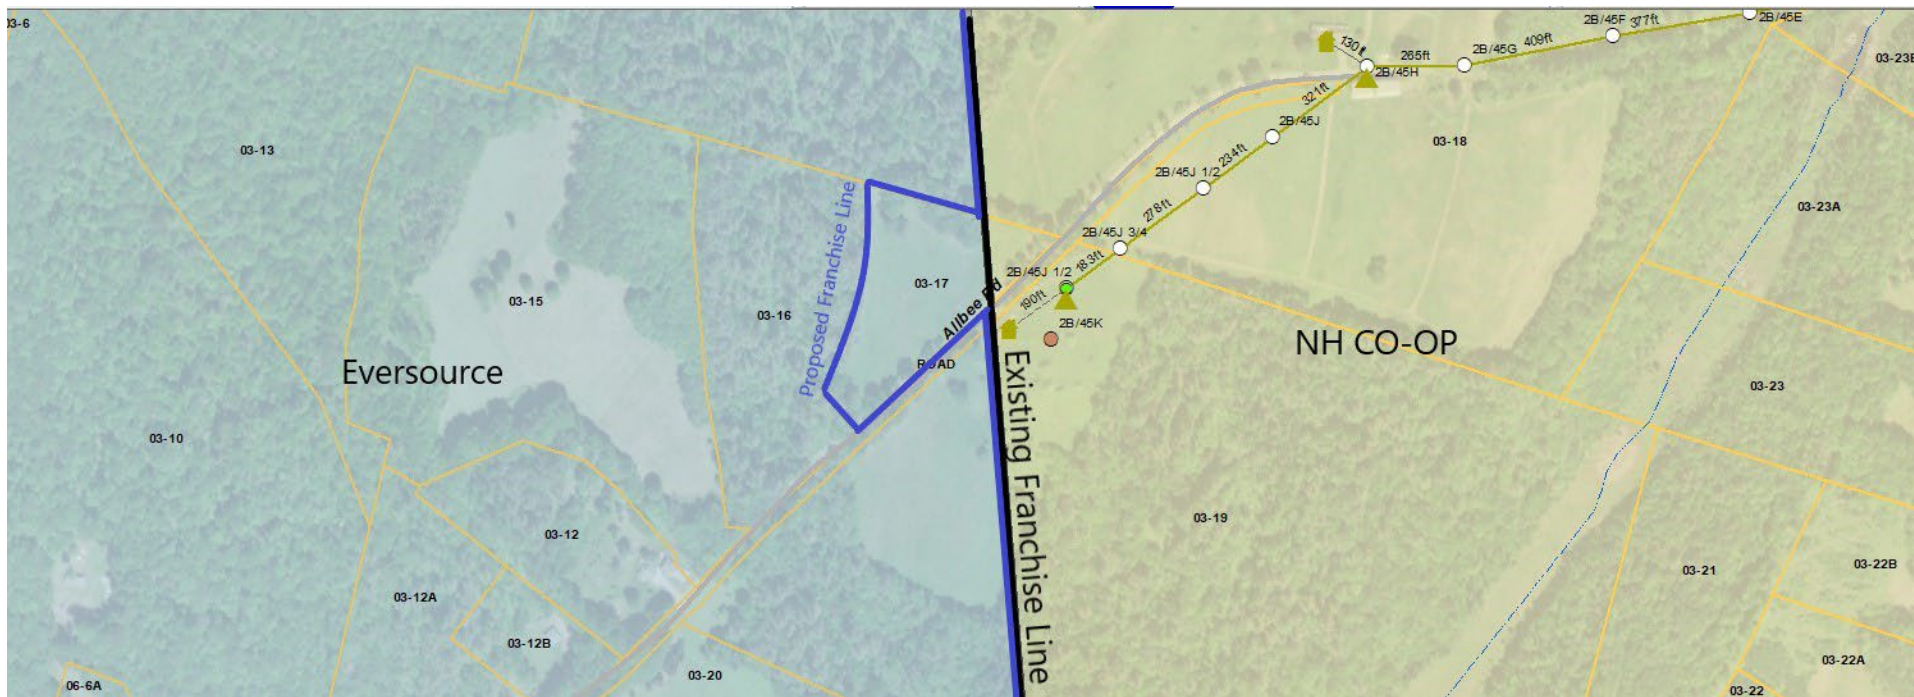 03-6
2B/45F
377ft
2B/45E
130ft
265ft
2B/45G
409ft
2B/45H
03-23B
321ft
2B/45J
03-13
03-18
234ft
2B/45J 1/2
278ft
03-23A
2B/45J 3/4
183ft
2B/45J 1/2
190ft
Proposed Franchise Line
03-17
03-15
03-16
Allbee Rd
2B/45K
ROAD
Eversource
NH CO-OP
Existing Franchise Line
03-23
03-10
03-19
03-12
03-21
03-22B
03-12A
03-12B
03-20
03-22A
06-6A
03-22